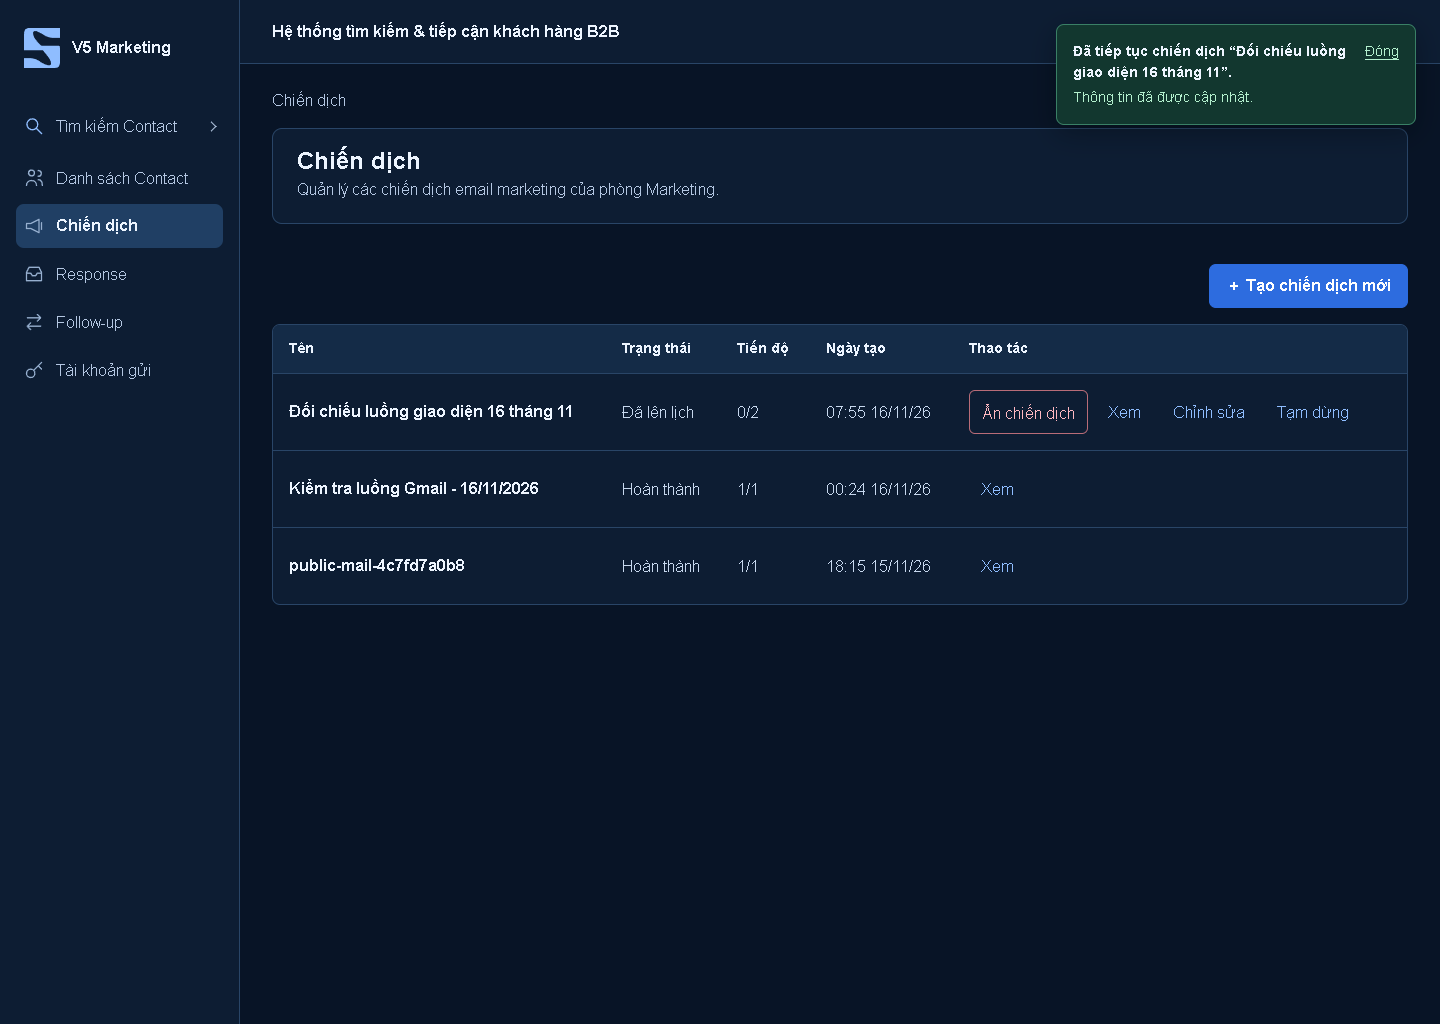 V5 Marketing
Tìm kiếm Contact
Danh sách Contact
Chiến dịch
Response
Follow-up
Tài khoản gửi
Hệ thống tìm kiếm & tiếp cận khách hàng B2B
Đã tiếp tục chiến dịch “Đối chiếu luồng
giao diện 16 tháng 11”.
Đóng
Thông tin đã được cập nhật.
Chiến dịch
Chiến dịch
Quản lý các chiến dịch email marketing của phòng Marketing.
+ Tạo chiến dịch mới
Tên Trạng thái Tiến độ Ngày tạo Thao tác
Đối chiếu luồng giao diện 16 tháng 11 Đã lên lịch 0/2 07:55 16/11/26 Ẩn chiến dịch Xem Chỉnh sửa Tạm dừng
Kiểm tra luồng Gmail - 16/11/2026 Hoàn thành 1/1 00:24 16/11/26 Xem
public-mail-4c7fd7a0b8 Hoàn thành 1/1 18:15 15/11/26 Xem